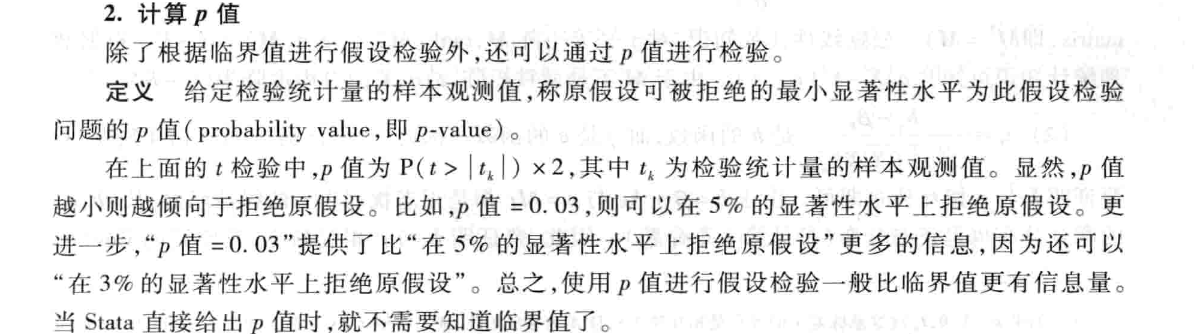 2. 计算 p 值
除了根据临界值进行假设检验外,还可以通过 p 值进行检验。
定义 给定检验统计量的样本观测值,称原假设可被拒绝的最小显著性水平为此假设检验
问题的 p 值(probability value,即 p-value)。
在上面的 t 检验中,p 值为 P(t > |tₖ|) ×2,其中 tₖ 为检验统计量的样本观测值。显然,p 值
越小则越倾向于拒绝原假设。比如,p 值 =0.03,则可以在 5% 的显著性水平上拒绝原假设。更
进一步,“p 值 =0.03”提供了比“在 5% 的显著性水平上拒绝原假设”更多的信息,因为还可以
“在 3% 的显著性水平上拒绝原假设”。总之,使用 p 值进行假设检验一般比临界值更有信息量。
当 Stata 直接给出 p 值时,就不需要知道临界值了。